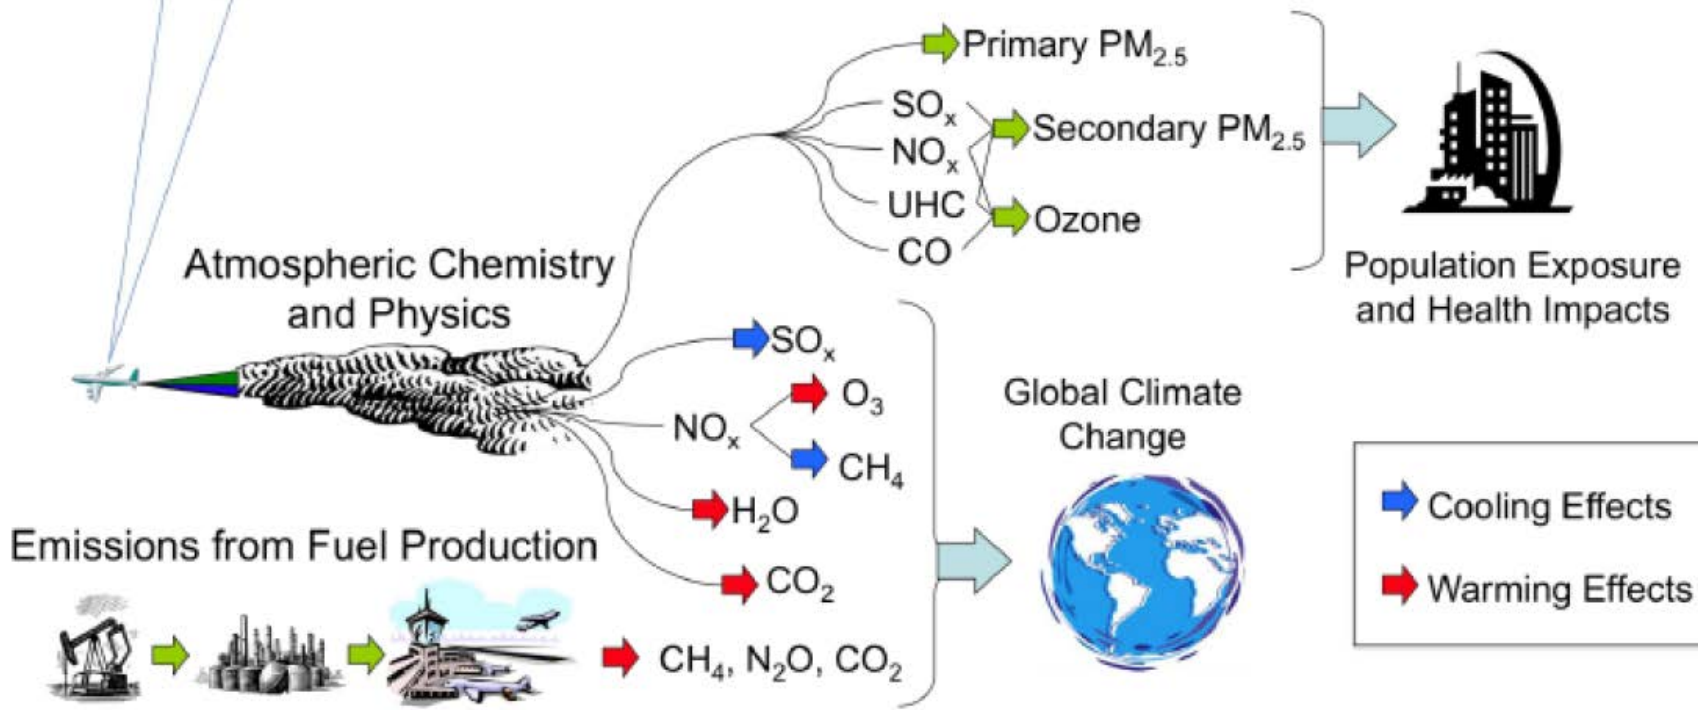 Primary PM₂.₅
SOₓ
Secondary PM₂.₅
NOₓ
UHC
Ozone
CO
Population Exposure
and Health Impacts
Atmospheric Chemistry
and Physics
SOₓ
O₃
NOₓ
CH₄
H₂O
CO₂
Global Climate
Change
Cooling Effects
Warming Effects
Emissions from Fuel Production
CH₄, N₂O, CO₂